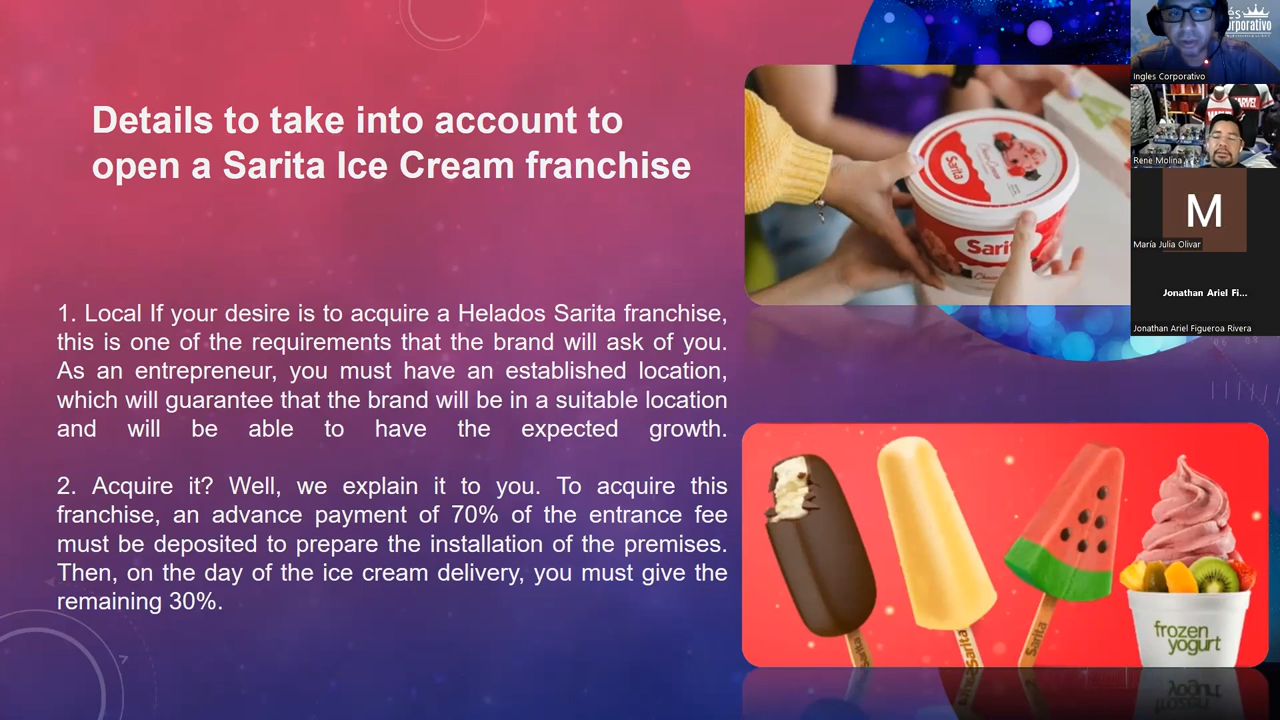 Details to take into account to
open a Sarita Ice Cream franchise
1. Local If your desire is to acquire a Helados Sarita franchise,
this is one of the requirements that the brand will ask of you.
As an entrepreneur, you must have an established location,
which will guarantee that the brand will be in a suitable location
and will be able to have the expected growth.
2. Acquire it? Well, we explain it to you. To acquire this
franchise, an advance payment of 70% of the entrance fee
must be deposited to prepare the installation of the premises.
Then, on the day of the ice cream delivery, you must give the
remaining 30%.
Sarita
Sarita
Sarita
Sarita
frozen
yogurt
Ingles Corporativo
MARVEL
Rene Molina
M
María Julia Olivar
Jonathan Ariel Fi...
Jonathan Ariel Figueroa Rivera